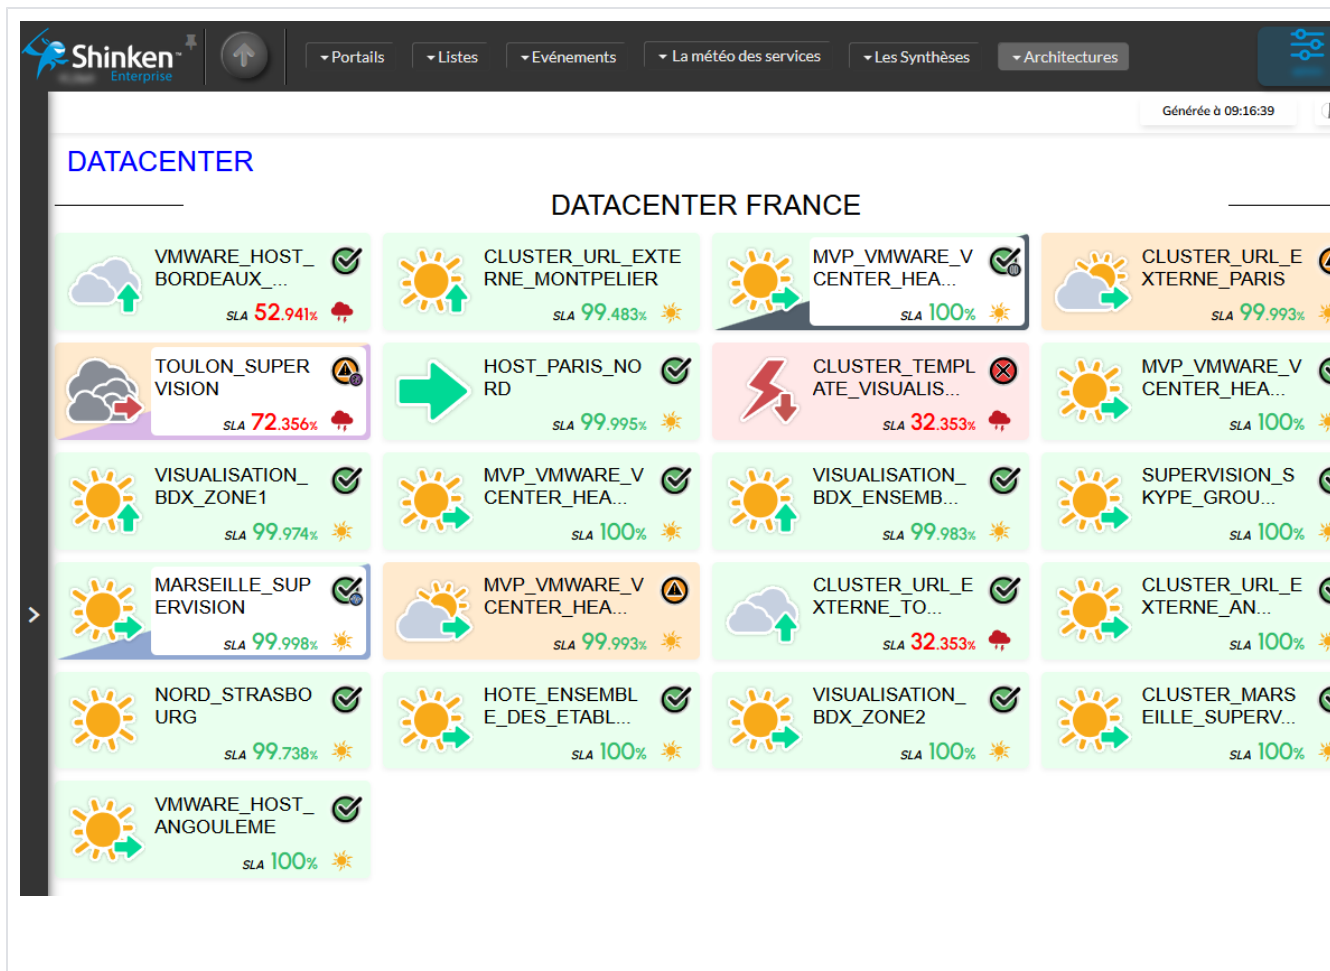 Shinken™
Enterprise
Portails
Listes
Evénements
La météo des services
Les Synthèses
Architectures
Générée à 09:16:39
DATACENTER
DATACENTER FRANCE
VMWARE_HOST_
BORDEAUX_...
SLA 52.941%
CLUSTER_URL_EXTE
RNE_MONTPELIER
SLA 99.483%
MVP_VMWARE_V
CENTER_HEA...
SLA 100%
CLUSTER_URL_E
XTERNE_PARIS
SLA 99.993%
TOULON_SUPER
VISION
SLA 72.356%
HOST_PARIS_NO
RD
SLA 99.995%
CLUSTER_TEMPL
ATE_VISUALIS...
SLA 32.353%
MVP_VMWARE_V
CENTER_HEA...
SLA 100%
VISUALISATION_
BDX_ZONE1
SLA 99.974%
MVP_VMWARE_V
CENTER_HEA...
SLA 100%
VISUALISATION_
BDX_ENSEMB...
SLA 99.983%
SUPERVISION_S
KYPE_GROU...
SLA 100%
MARSEILLE_SUP
ERVISION
SLA 99.998%
MVP_VMWARE_V
CENTER_HEA...
SLA 99.993%
CLUSTER_URL_E
XTERNE_TO...
SLA 32.353%
CLUSTER_URL_E
XTERNE_AN...
SLA 100%
NORD_STRASBO
URG
SLA 99.738%
HOTE_ENSEMBL
E_DES_ETABL...
SLA 100%
VISUALISATION_
BDX_ZONE2
SLA 100%
CLUSTER_MARS
EILLE_SUPERV...
SLA 100%
VMWARE_HOST_
ANGOULEME
SLA 100%